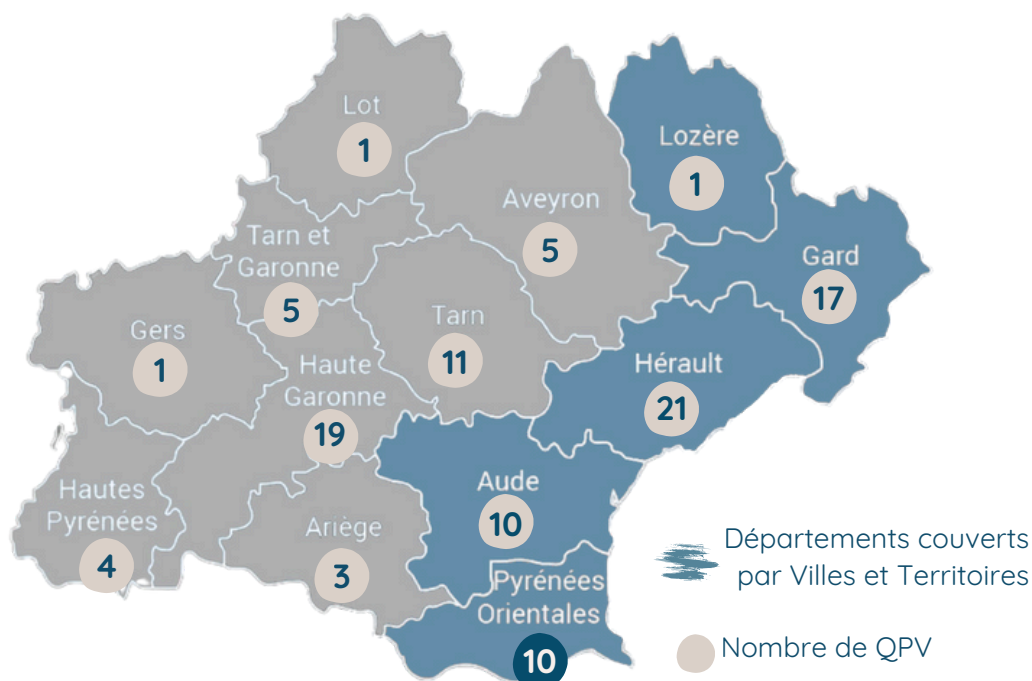 Lot
1
Lozère
1
Aveyron
5
Tarn et
Garonne
5
Gard
17
Gers
1
Tarn
11
Haute
Garonne
19
Hérault
21
Hautes
Pyrénées
4
Ariège
3
Aude
10
Pyrénées
Orientales
10
Départements couverts
par Villes et Territoires
Nombre de QPV